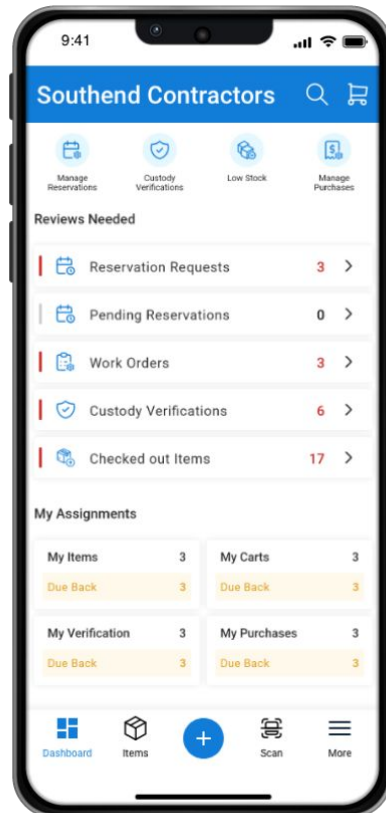 9:41
Southend Contractors
Manage
Reservations
Custody
Verifications
Low Stock
Manage
Purchases
Reviews Needed
Reservation Requests 3
Pending Reservations 0
Work Orders 3
Custody Verifications 6
Checked out Items 17
My Assignments
My Items 3
Due Back 3
My Carts 3
Due Back 3
My Verification 3
Due Back 3
My Purchases 3
Due Back 3
Dashboard
Items
Scan
More